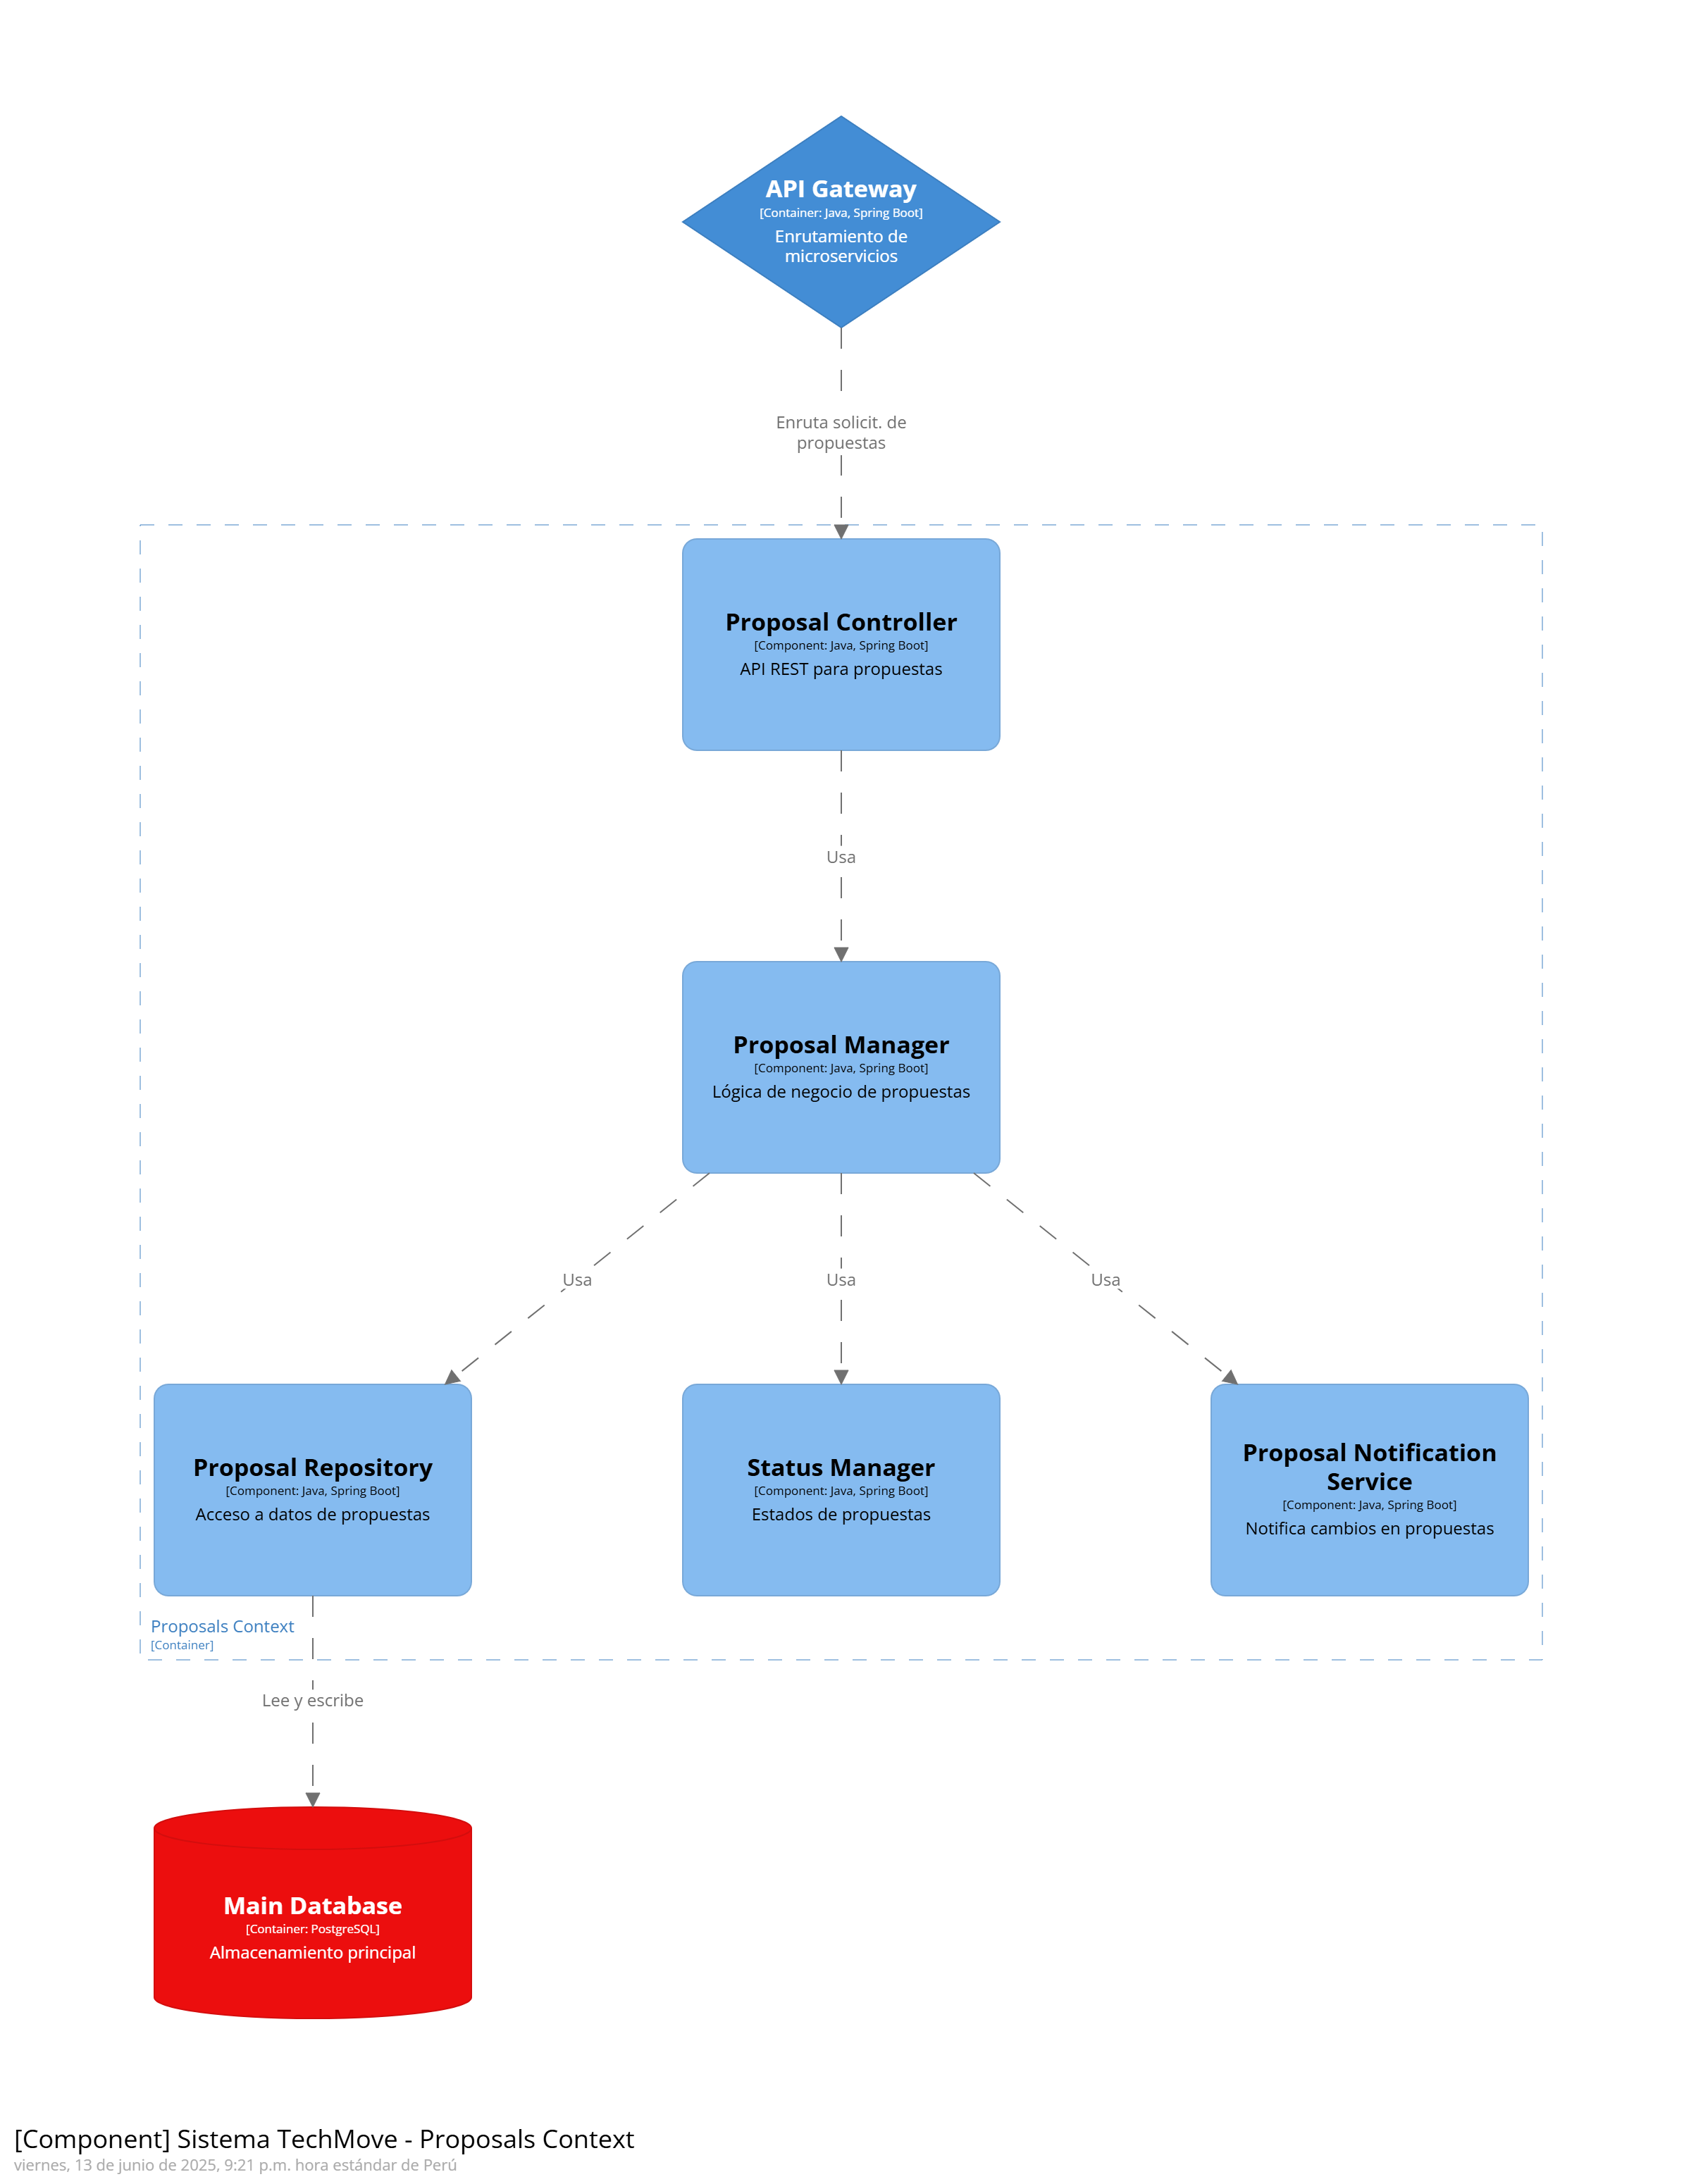 API Gateway
[Container: Java, Spring Boot]
Enrutamiento de
microservicios
Enruta solicit. de
propuestas
Proposal Controller
[Component: Java, Spring Boot]
API REST para propuestas
Usa
Proposal Manager
[Component: Java, Spring Boot]
Lógica de negocio de propuestas
Usa
Usa
Usa
Proposal Repository
[Component: Java, Spring Boot]
Acceso a datos de propuestas
Status Manager
[Component: Java, Spring Boot]
Estados de propuestas
Proposal Notification
Service
[Component: Java, Spring Boot]
Notifica cambios en propuestas
Proposals Context
[Container]
Lee y escribe
Main Database
[Container: PostgreSQL]
Almacenamiento principal
[Component] Sistema TechMove - Proposals Context
viernes, 13 de junio de 2025, 9:21 p.m. hora estándar de Perú